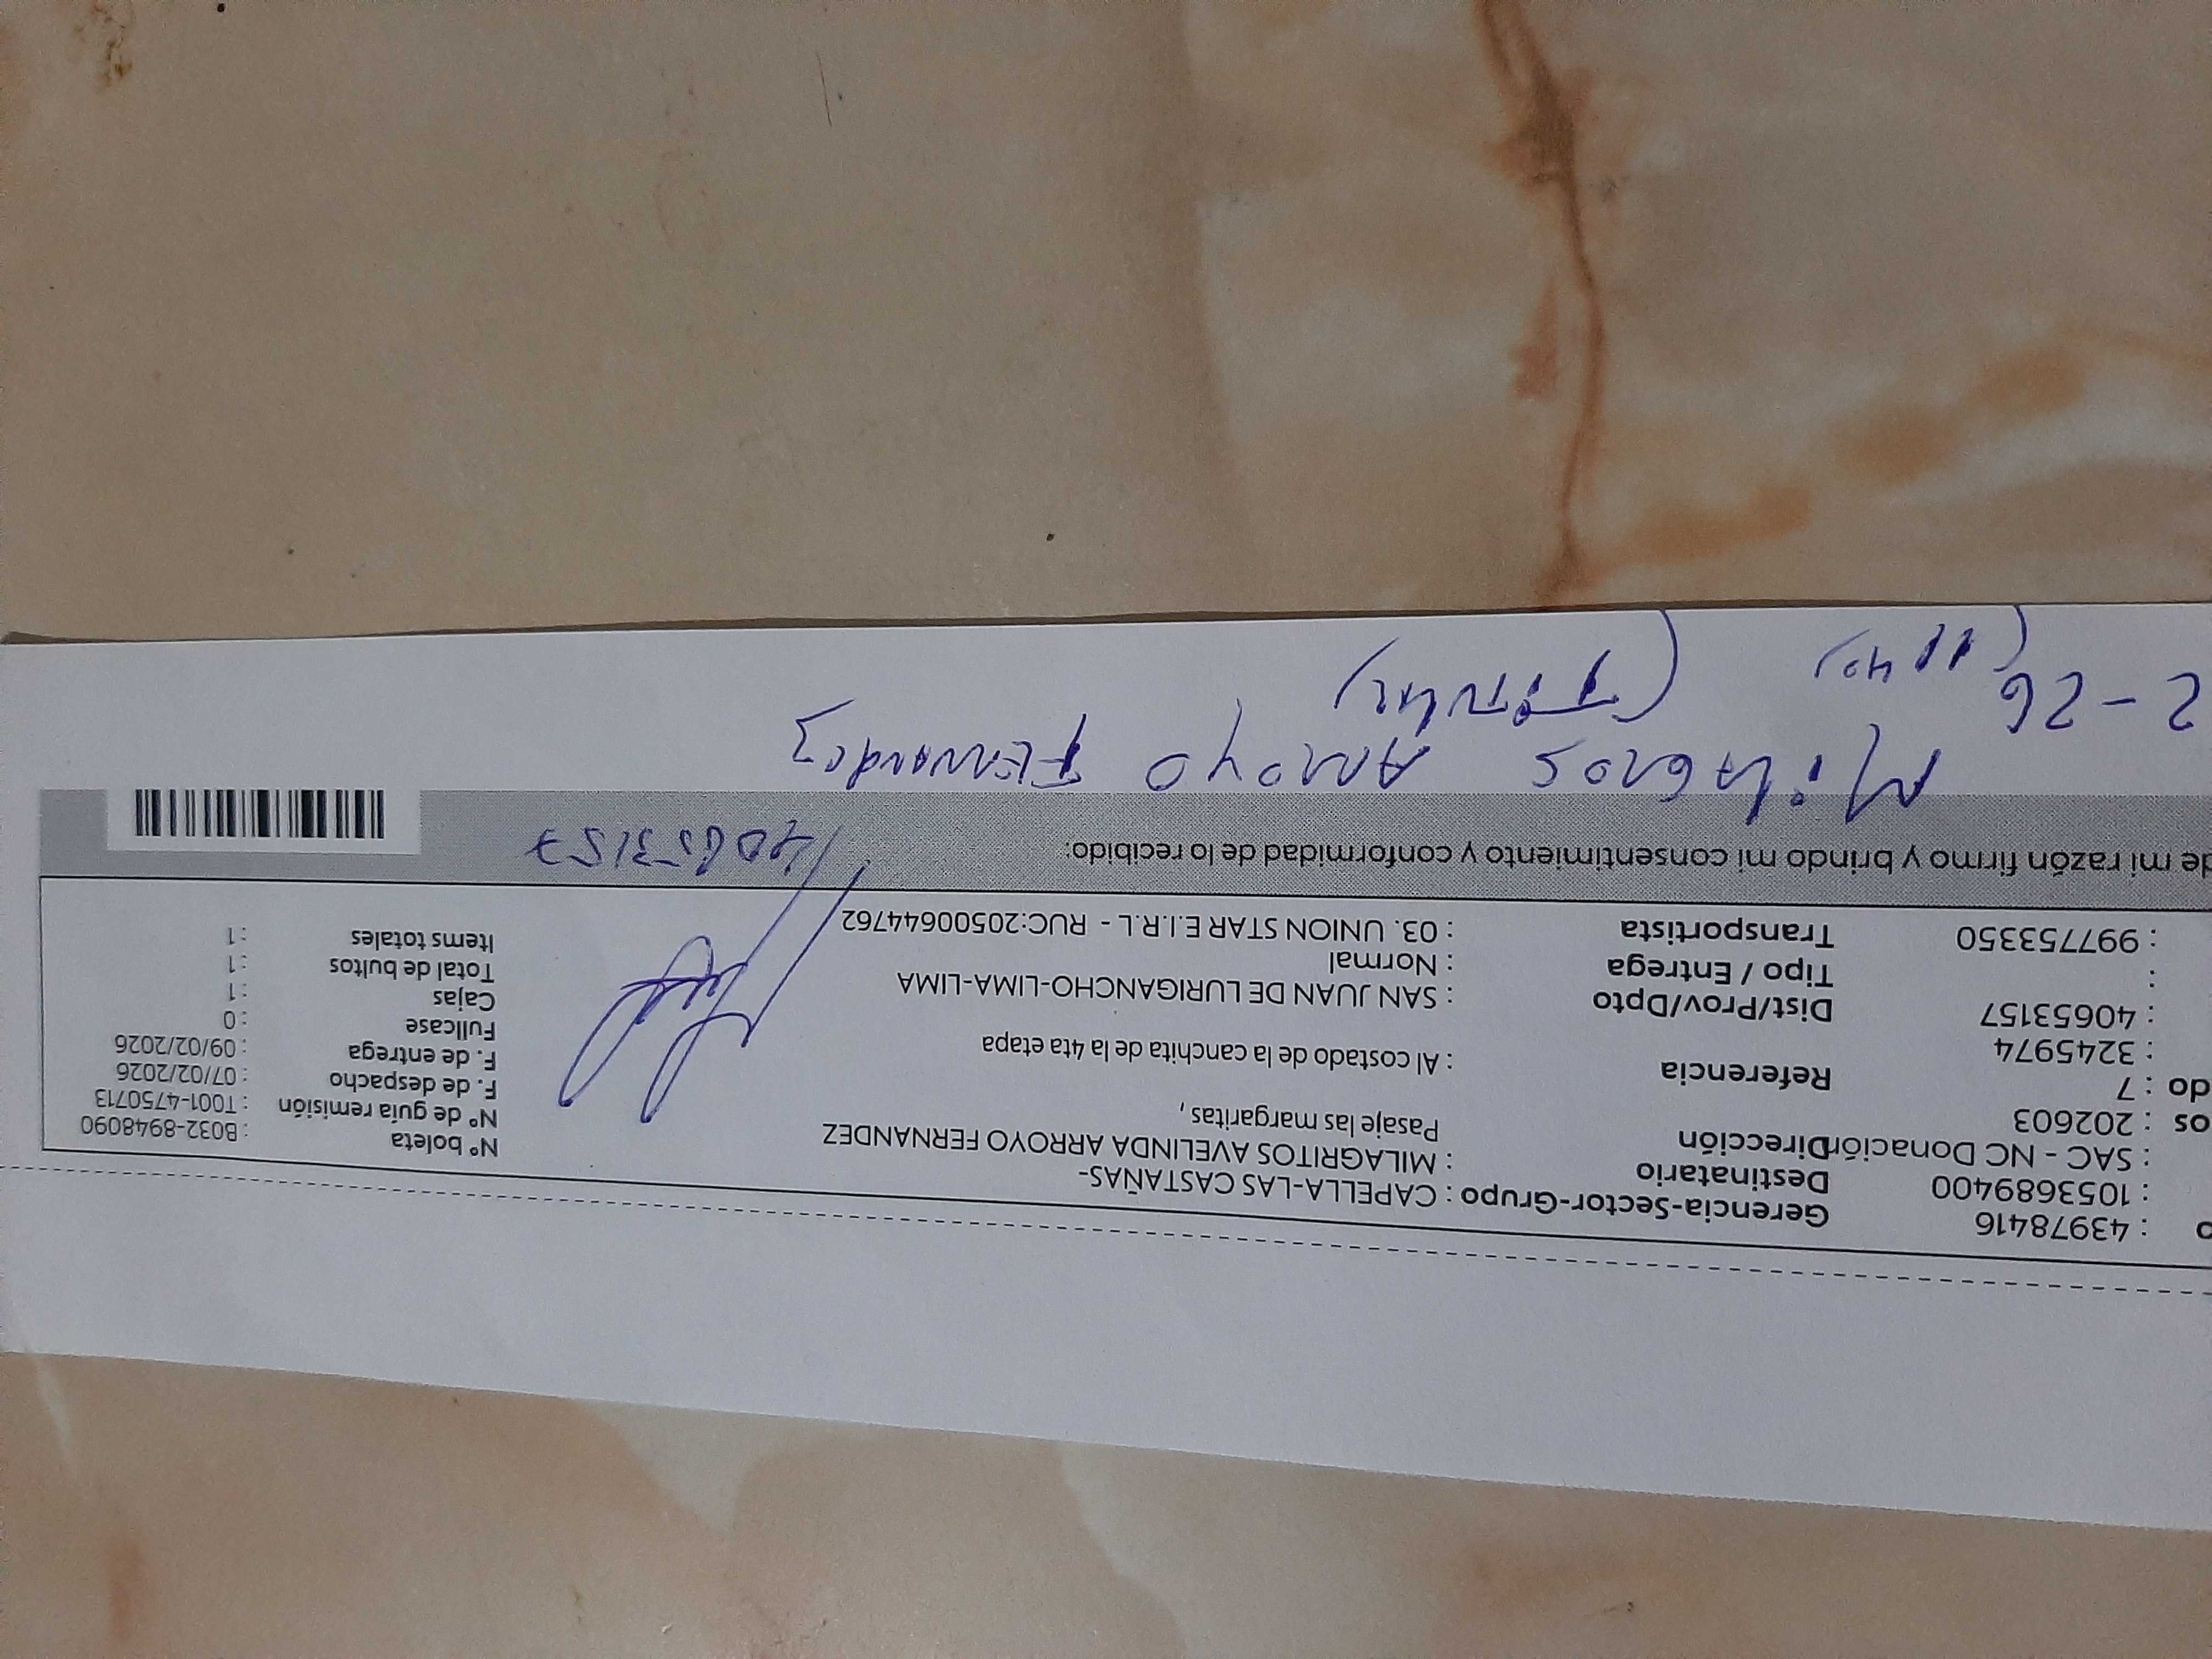 o : 43978416 Gerencia-Sector-Grupo : CAPELLA-LAS CASTAÑAS-
: 1053689400 Destinatario : MILAGRITOS AVELINDA ARROYO FERNANDEZ
: SAC - NC Donación Dirección Pasaje las margaritas ,
os : 202603
do : 7 Referencia : Al costado de la canchita de la 4ta etapa
: 3245974
: 40653157 Dist/Prov/Dpto : SAN JUAN DE LURIGANCHO-LIMA-LIMA
: Tipo / Entrega : Normal
: 997753350 Transportista : 03. UNION STAR E.I.R.L - RUC:20500644762
Nº boleta : B032-8948090
Nº de guía remisión : T001-4750713
F. de despacho : 07/02/2026
F. de entrega : 09/02/2026
Fullcase : 0
Cajas : 1
Total de bultos : 1
Items totales : 1
de mi razón firmo y brindo mi consentimiento y conformidad de lo recibido:
40653157
Milagros Arroyo Fernandez
2-26 (Titular)
(11 40)